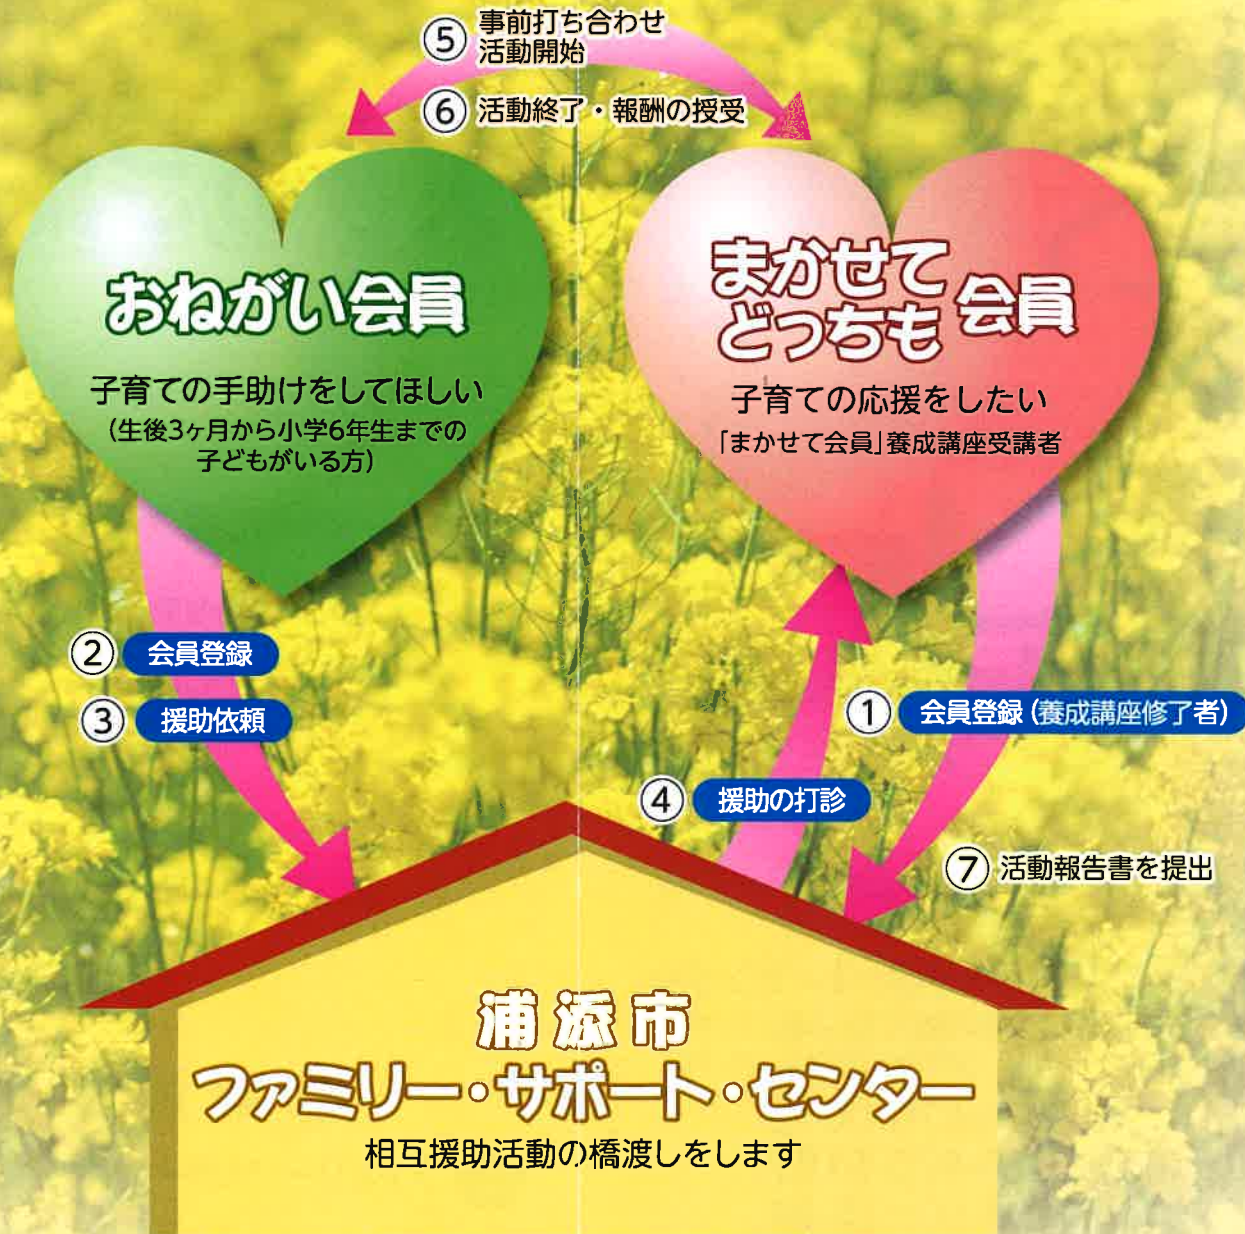 ⑤ 事前打ち合わせ
活動開始
⑥ 活動終了・報酬の授受
おねがい会員
子育ての手助けをしてほしい
(生後3ヶ月から小学6年生までの
子どもがいる方)
まかせて
どっちも
会員
子育ての応援をしたい
「まかせて会員」養成講座受講者
② 会員登録
③ 援助依頼
① 会員登録(養成講座修了者)
④ 援助の打診
⑦ 活動報告書を提出
浦添市
ファミリー・サポート・センター
相互援助活動の橋渡しをします